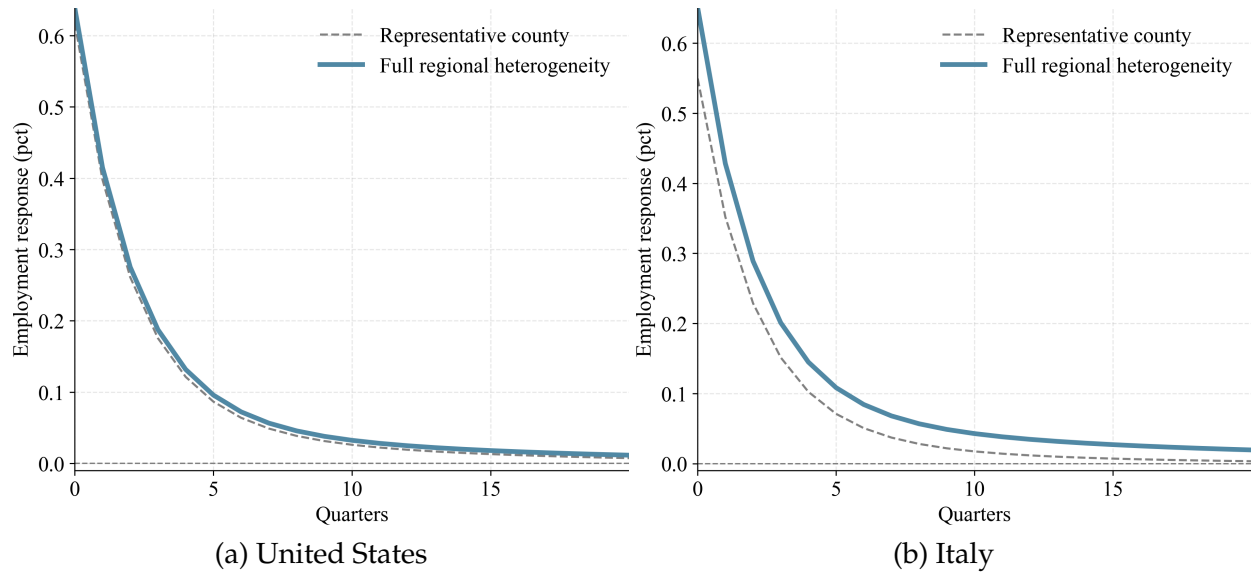 Employment response (pct)
0.6
0.5
0.4
0.3
0.2
0.1
0.0
0
5
10
15
Quarters
Representative county
Full regional heterogeneity
(a) United States
Employment response (pct)
0.6
0.5
0.4
0.3
0.2
0.1
0.0
0
5
10
15
Quarters
Representative county
Full regional heterogeneity
(b) Italy